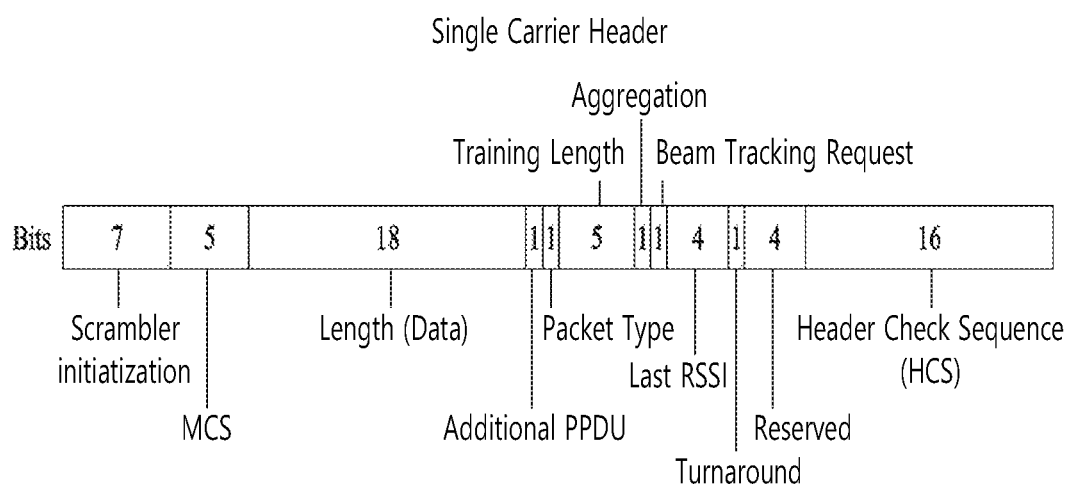 Single Carrier Header
Aggregation
Training Length
Beam Tracking Request
Bits 7 5 18 1 1 5 1 1 4 1 4 16
Scrambler
initiatization
Length (Data)
Packet Type
Header Check Sequence
(HCS)
Last RSSI
MCS
Additional PPDU
Reserved
Turnaround